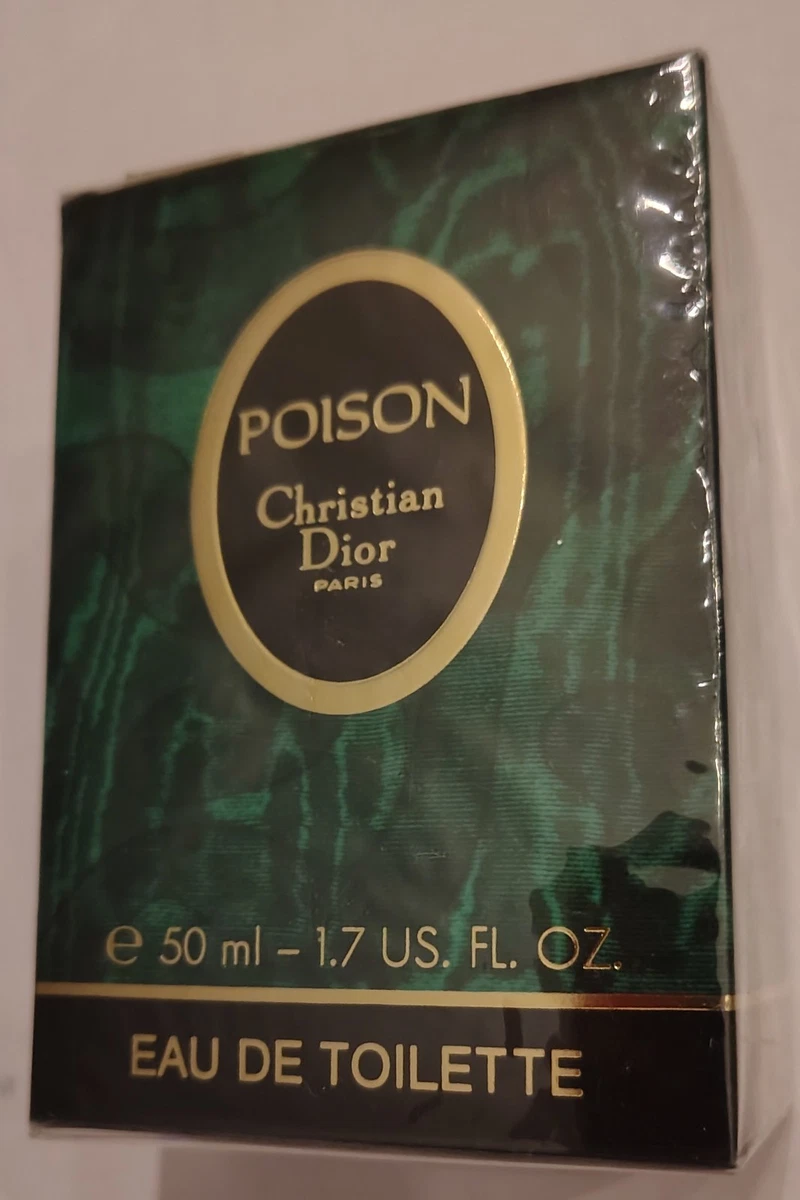 POISON
Christian
Dior
PARIS
e 50 ml – 1.7 US. FL. OZ.
EAU DE TOILETTE